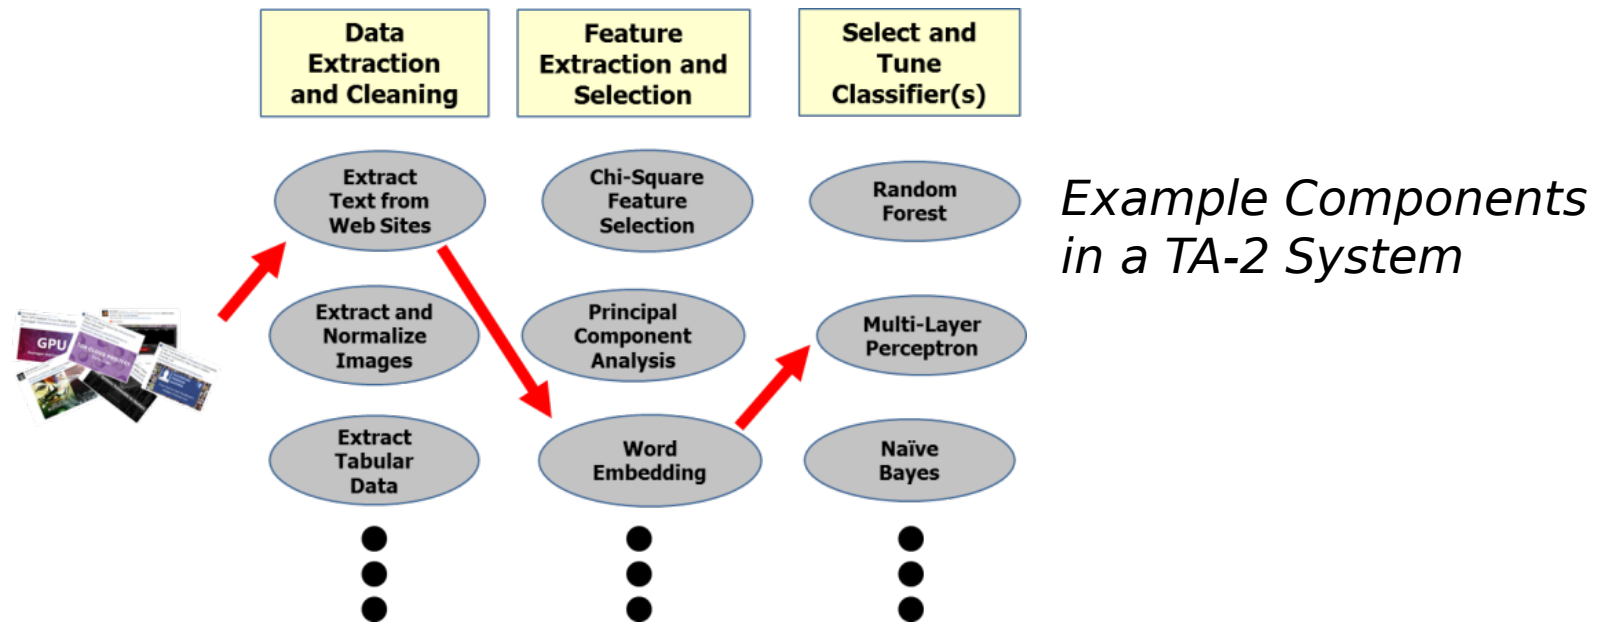 Data
Extraction
and Cleaning
Feature
Extraction and
Selection
Select and
Tune
Classifier(s)
Extract
Text from
Web Sites
Chi-Square
Feature
Selection
Random
Forest
Example Components
in a TA-2 System
Extract and
Normalize
Images
Principal
Component
Analysis
Multi-Layer
Perceptron
GPU
Extract
Tabular
Data
Word
Embedding
Naïve
Bayes